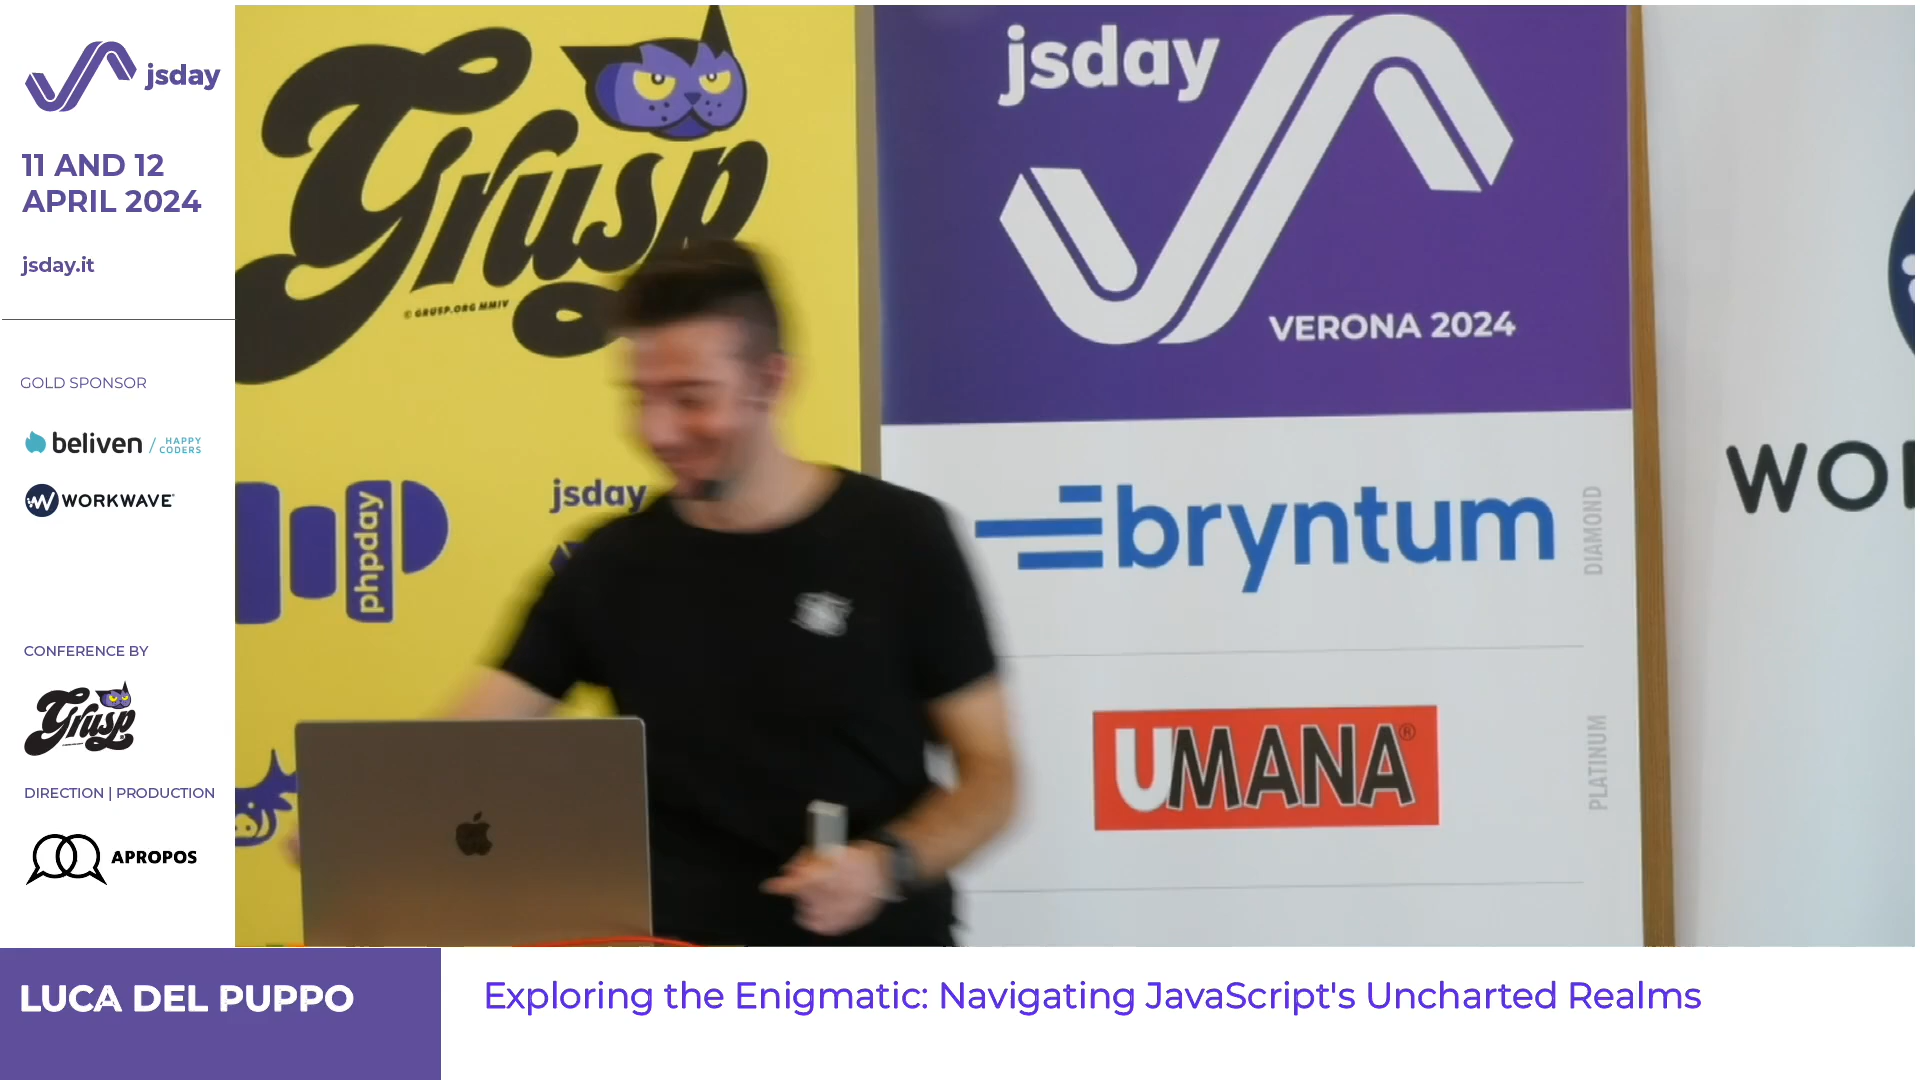 jsday
11 AND 12
APRIL 2024
jsday.it
GOLD SPONSOR
beliven / HAPPY CODERS
WORKWAVE
CONFERENCE BY
Grusp
DIRECTION | PRODUCTION
APROPOS
Grusp
© GRUSP.ORG MMIV
phpday
jsday
jsday
VERONA 2024
bryntum
DIAMOND
UMANA®
PLATINUM
WO
LUCA DEL PUPPO
Exploring the Enigmatic: Navigating JavaScript's Uncharted Realms